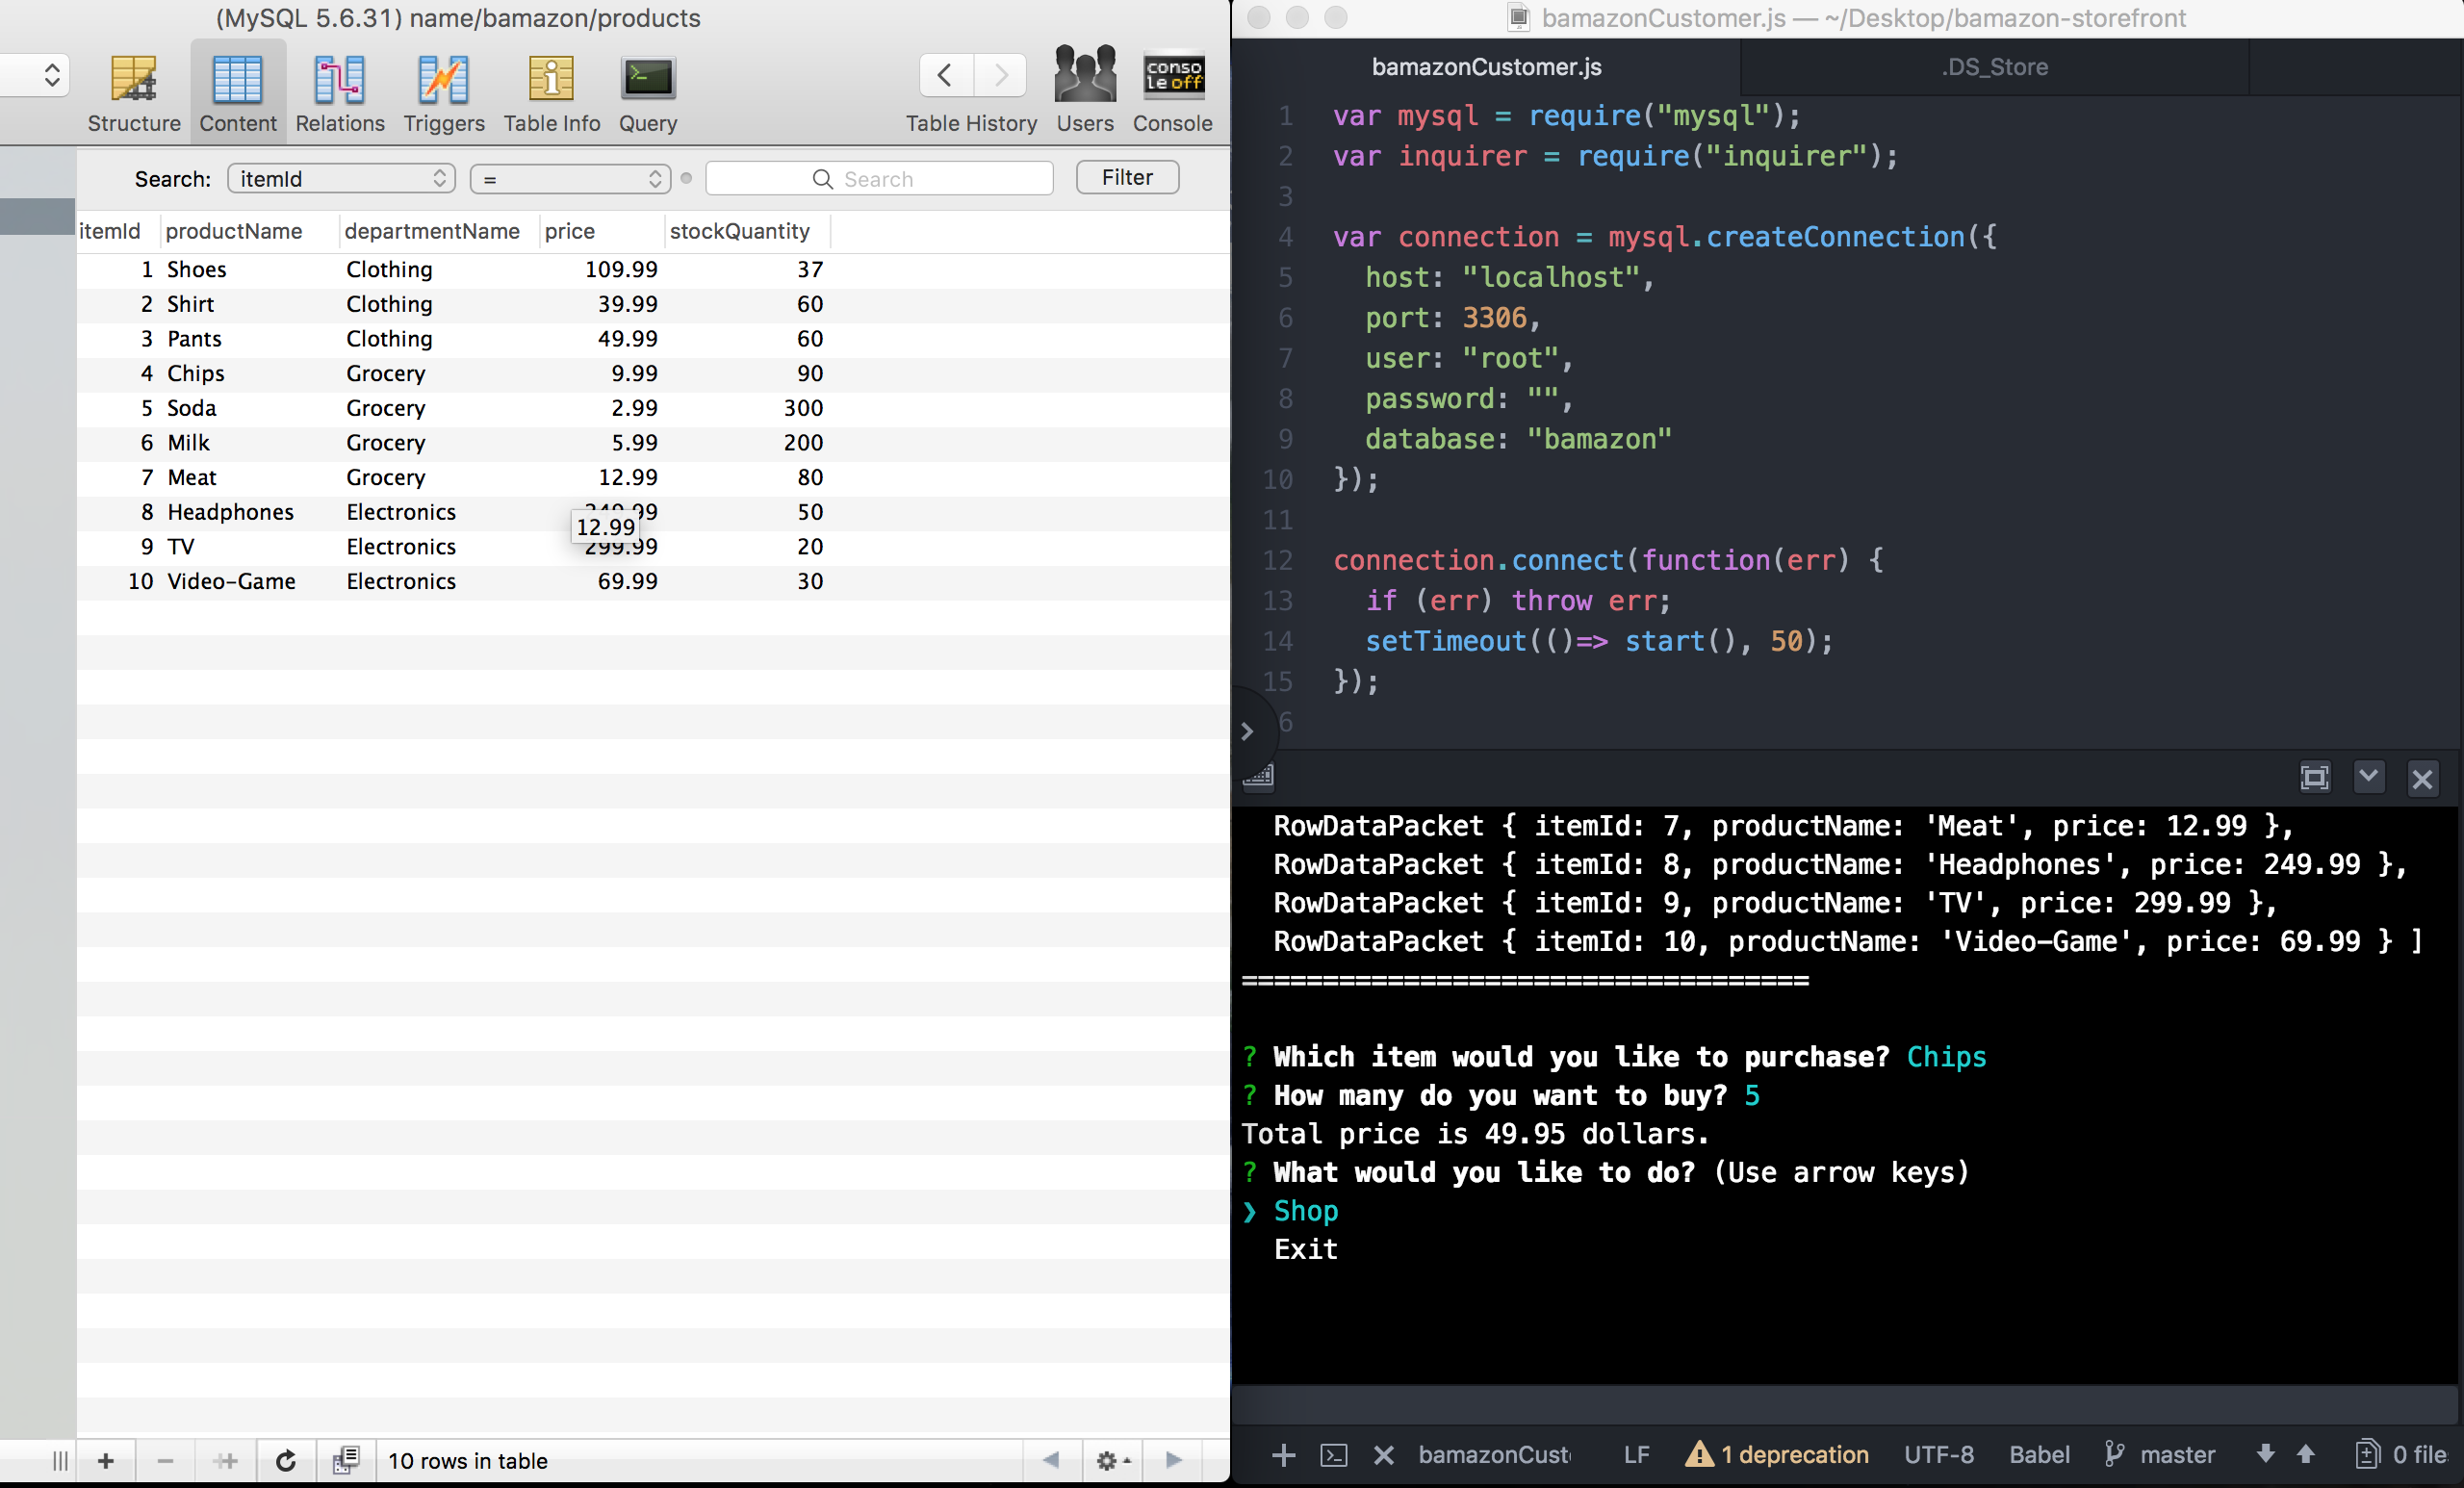 (MySQL 5.6.31) name/bamazon/products
Structure Content Relations Triggers Table Info Query Table History Users Console
conso
leoff
Search: itemId = Search Filter
itemId productName departmentName price stockQuantity
1 Shoes Clothing 109.99 37
2 Shirt Clothing 39.99 60
3 Pants Clothing 49.99 60
4 Chips Grocery 9.99 90
5 Soda Grocery 2.99 300
6 Milk Grocery 5.99 200
7 Meat Grocery 12.99 80
8 Headphones Electronics 249.99 50
12.99
9 TV Electronics 299.99 20
10 Video-Game Electronics 69.99 30
10 rows in table
bamazonCustomer.js — ~/Desktop/bamazon-storefront
bamazonCustomer.js .DS_Store
1 var mysql = require("mysql");
2 var inquirer = require("inquirer");
3
4 var connection = mysql.createConnection({
5 host: "localhost",
6 port: 3306,
7 user: "root",
8 password: "",
9 database: "bamazon"
10 });
11
12 connection.connect(function(err) {
13 if (err) throw err;
14 setTimeout(()=> start(), 50);
15 });
6
RowDataPacket { itemId: 7, productName: 'Meat', price: 12.99 },
RowDataPacket { itemId: 8, productName: 'Headphones', price: 249.99 },
RowDataPacket { itemId: 9, productName: 'TV', price: 299.99 },
RowDataPacket { itemId: 10, productName: 'Video-Game', price: 69.99 } ]
===================================
? Which item would you like to purchase? Chips
? How many do you want to buy? 5
Total price is 49.95 dollars.
? What would you like to do? (Use arrow keys)
❯ Shop
Exit
bamazonCust LF 1 deprecation UTF-8 Babel master 0 file